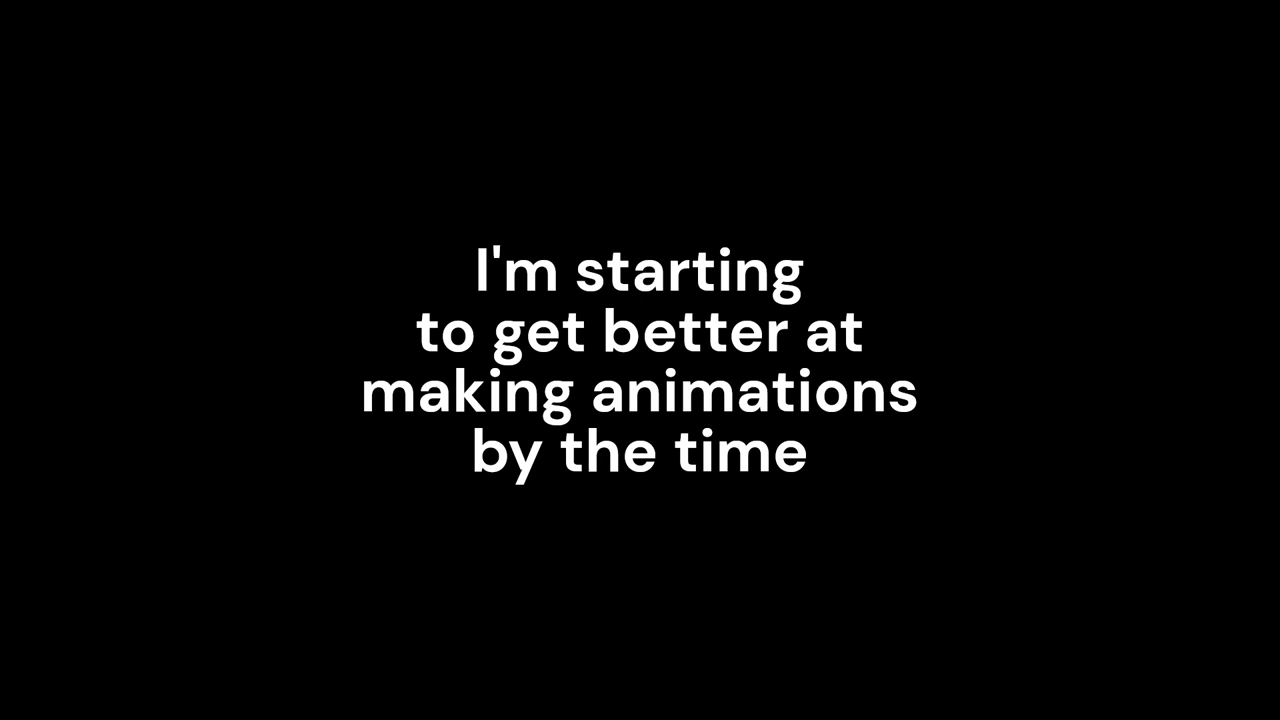 I'm starting
to get better at
making animations
by the time